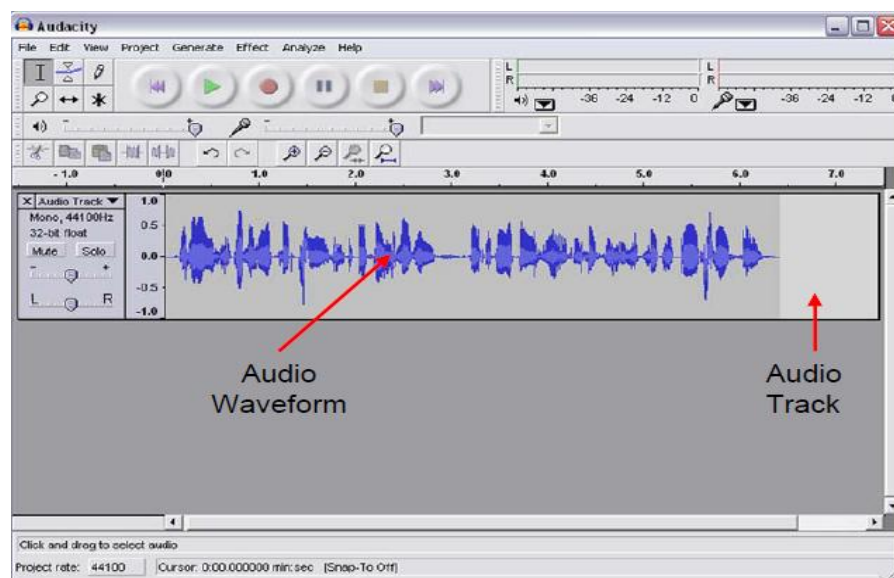 Audacity
File Edit View Project Generate Effect Analyze Help
L
R
-36 -24 -12 0
L
R
-36 -24 -12 0
- 1.0 0|0 1.0 2.0 3.0 4.0 5.0 6.0 7.0
X Audio Track
Mono, 44100Hz
32-bit float
Mute Solo
- +
L R
1.0
0.5
0.0
-0.5
-1.0
Audio
Waveform
Audio
Track
Click and drag to select audio
Project rate: 44100 Cursor: 0:00.000000 min:sec [Snap-To Off]